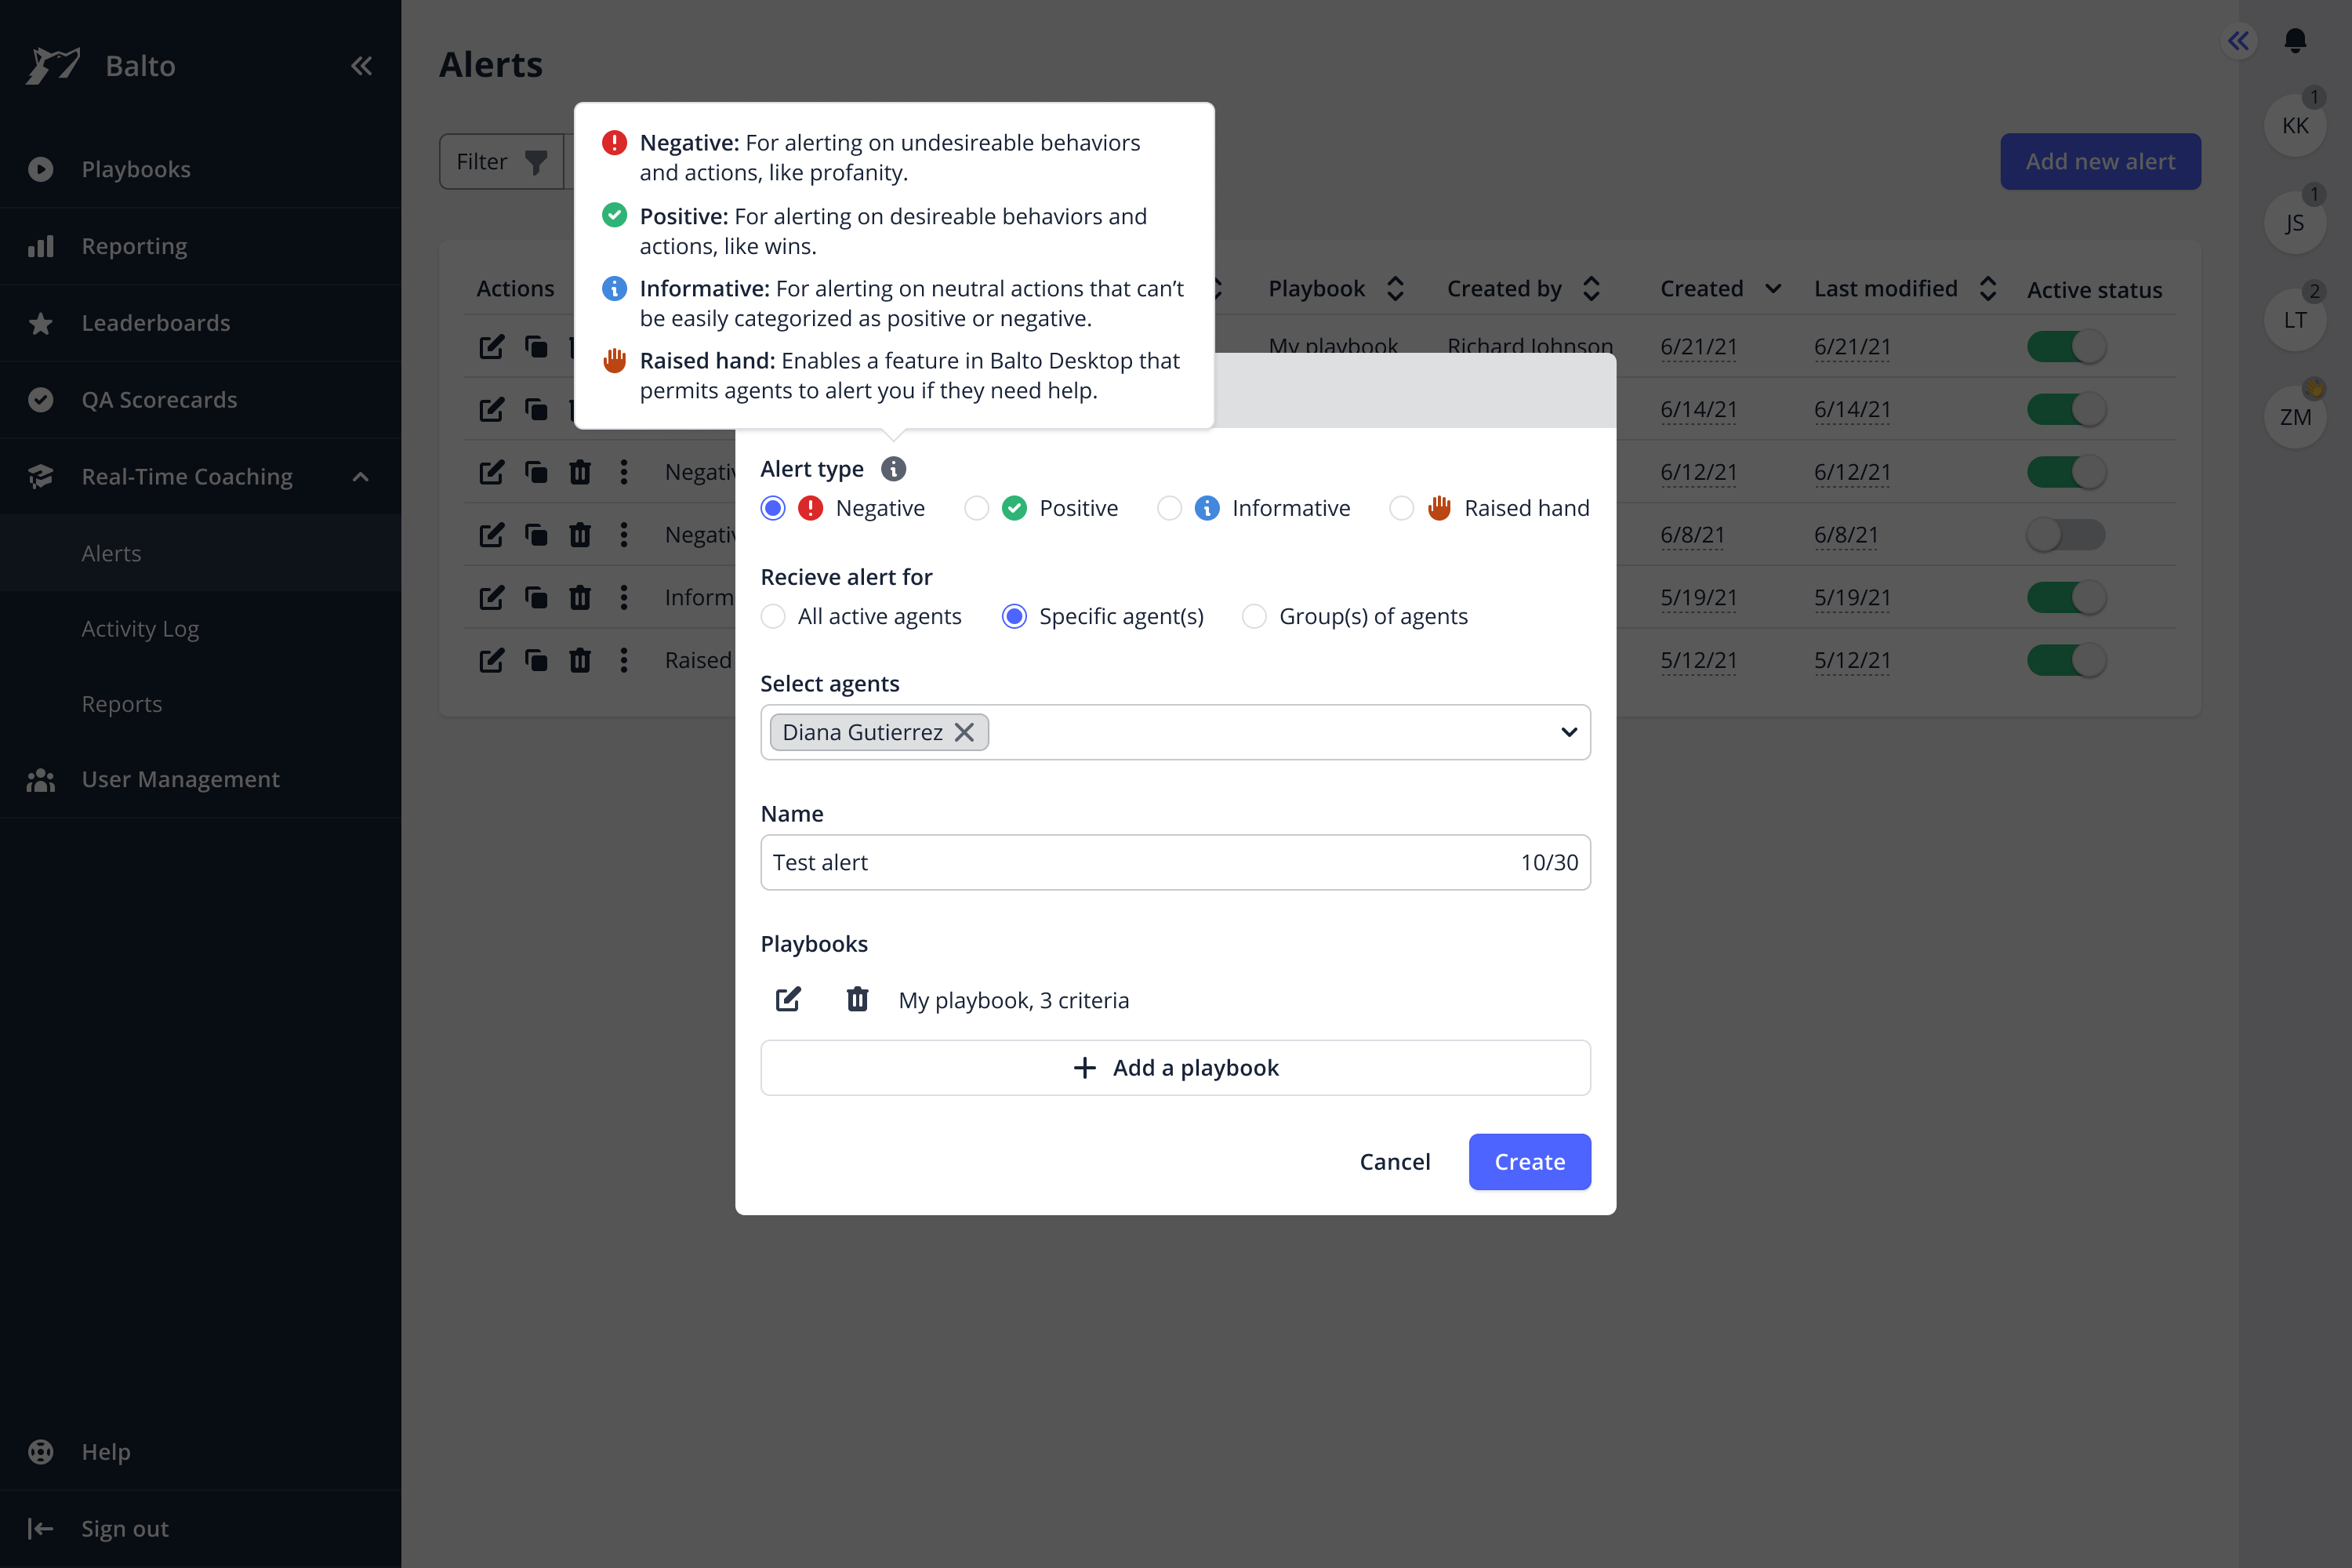 Balto
Playbooks
Reporting
Leaderboards
QA Scorecards
Real-Time Coaching
Alerts
Activity Log
Reports
User Management
Help
Sign out
Alerts
Filter
Add new alert
Negative: For alerting on undesireable behaviors
and actions, like profanity.
Positive: For alerting on desireable behaviors and
actions, like wins.
Informative: For alerting on neutral actions that can’t
be easily categorized as positive or negative.
Raised hand: Enables a feature in Balto Desktop that
permits agents to alert you if they need help.
Actions Playbook Created by Created Last modified Active status
My playbook Richard Johnson 6/21/21 6/21/21
6/14/21 6/14/21
6/12/21 6/12/21
6/8/21 6/8/21
Inform 5/19/21 5/19/21
Raised 5/12/21 5/12/21
Alert type
Negative Positive Informative Raised hand
Recieve alert for
All active agents Specific agent(s) Group(s) of agents
Select agents
Diana Gutierrez
Name
Test alert 10/30
Playbooks
My playbook, 3 criteria
Add a playbook
Cancel Create
1
KK
1
JS
2
LT
ZM